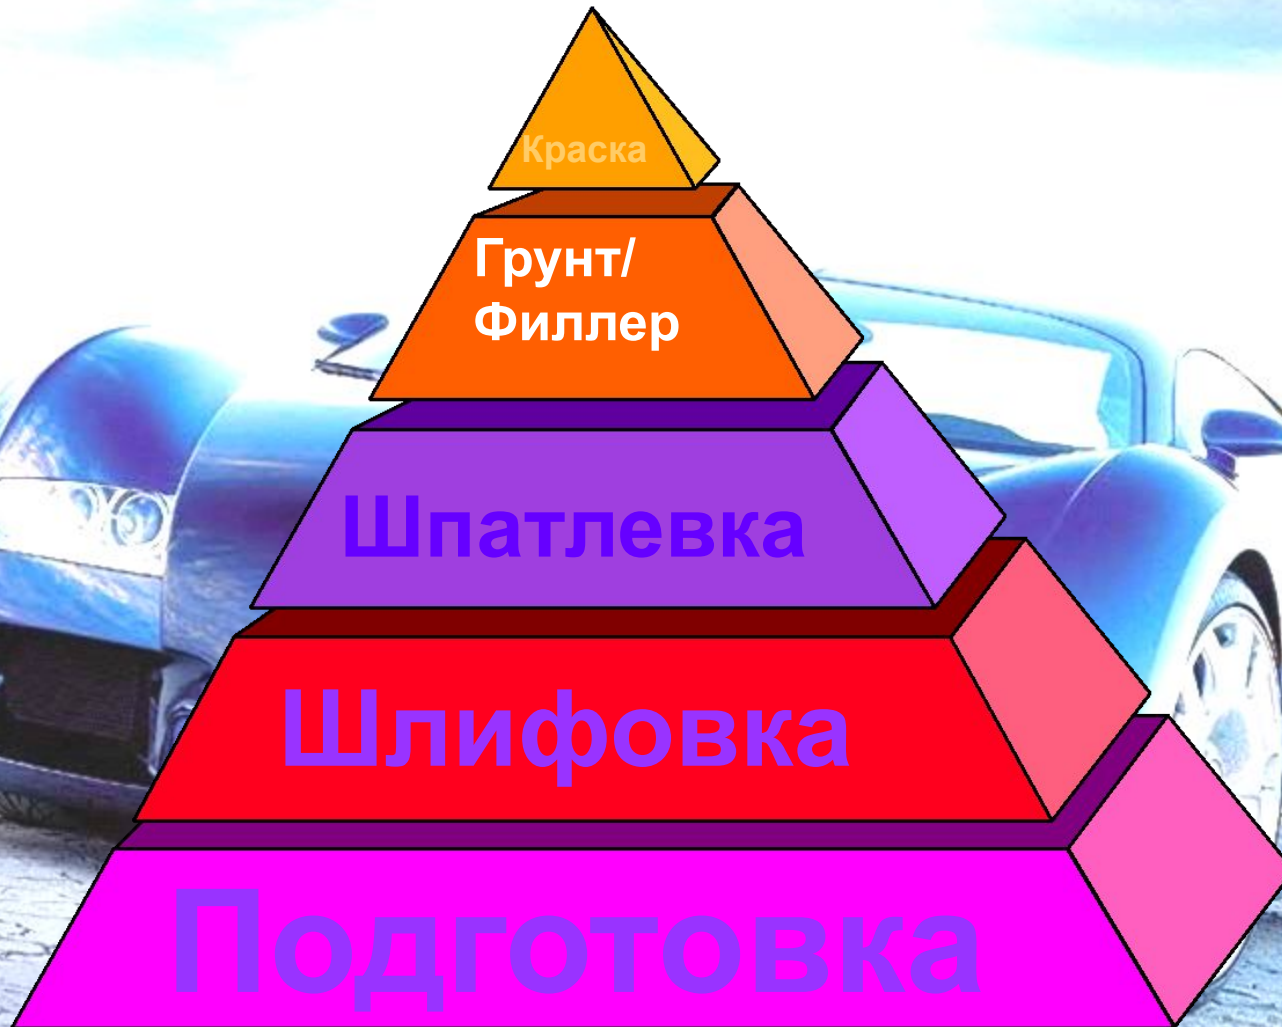 Краска
Грунт/
Филлер
Шпатлевка
Шлифовка
Подготовка